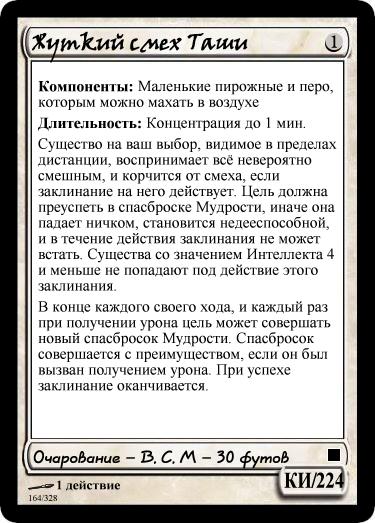 Жуткий смех Таши 1
Компоненты: Маленькие пирожные и перо,
которым можно махать в воздухе
Длительность: Концентрация до 1 мин.
Существо на ваш выбор, видимое в пределах
дистанции, воспринимает всё невероятно
смешным, и корчится от смеха, если
заклинание на него действует. Цель должна
преуспеть в спасброске Мудрости, иначе она
падает ничком, становится недееспособной,
и в течение действия заклинания не может
встать. Существа со значением Интеллекта 4
и меньше не попадают под действие этого
заклинания.
В конце каждого своего хода, и каждый раз
при получении урона цель может совершать
новый спасбросок Мудрости. Спасбросок
совершается с преимуществом, если он был
вызван получением урона. При успехе
заклинание оканчивается.
Очарование – В, С, М – 30 футов
КИ/224
1 действие
164/328